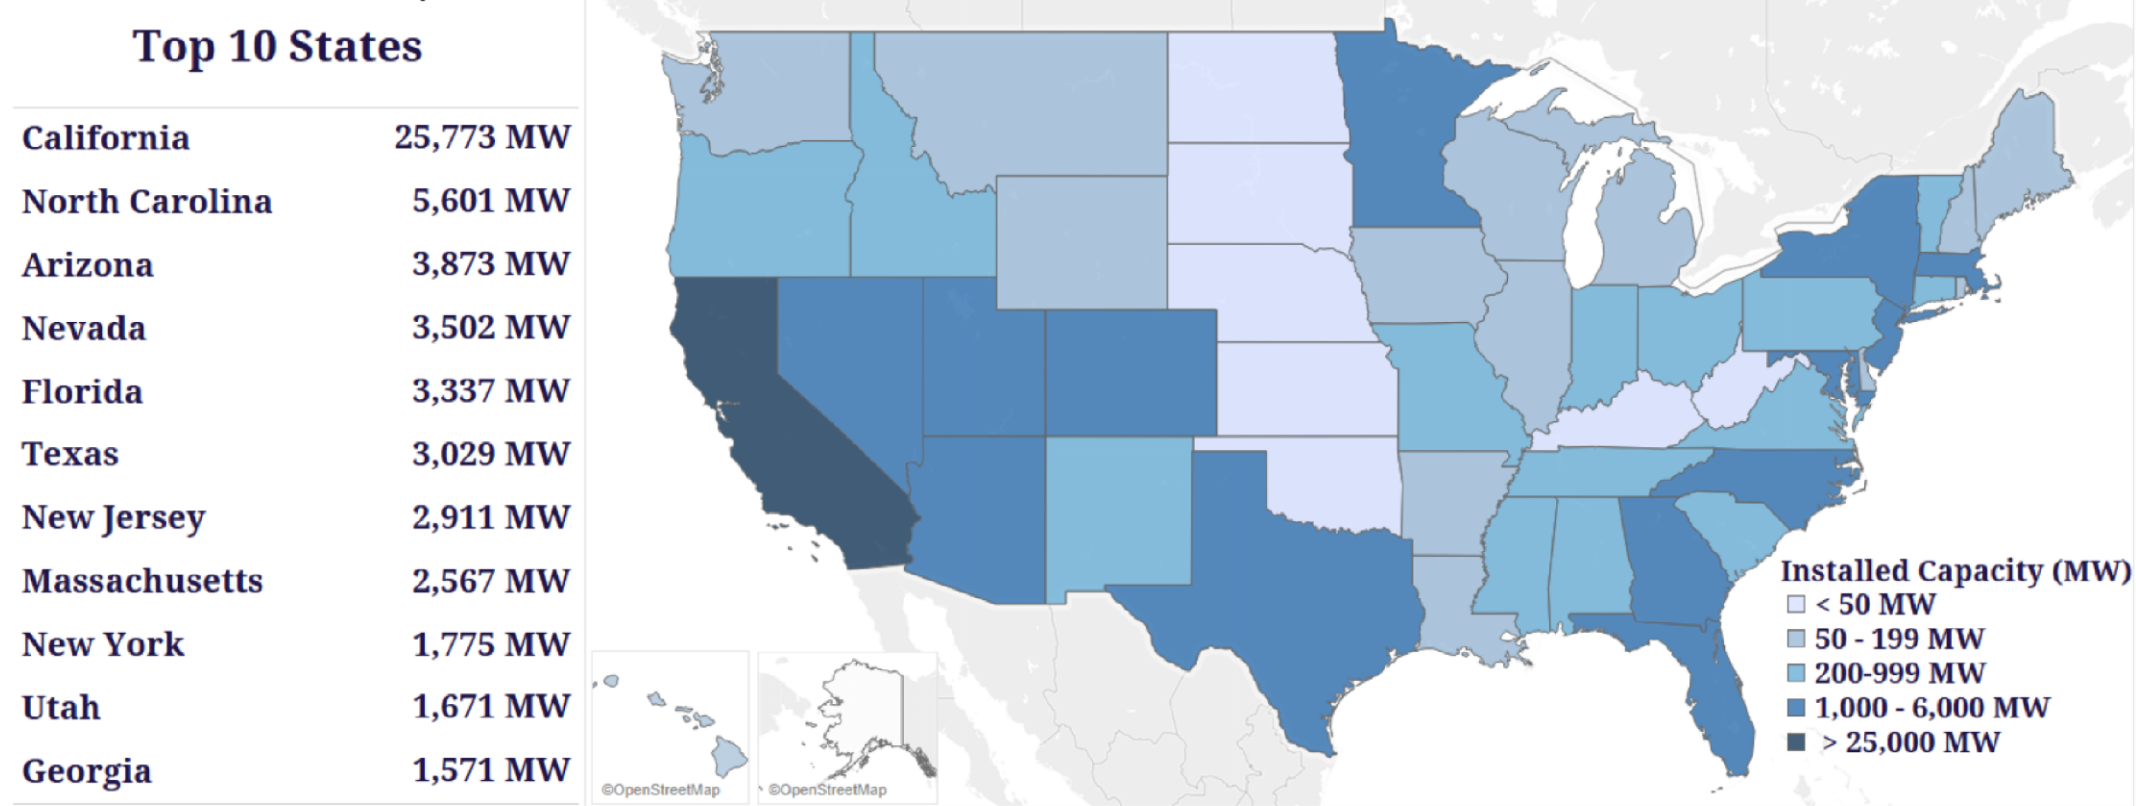 Top 10 States
California 25,773 MW
North Carolina 5,601 MW
Arizona 3,873 MW
Nevada 3,502 MW
Florida 3,337 MW
Texas 3,029 MW
New Jersey 2,911 MW
Massachusetts 2,567 MW
New York 1,775 MW
Utah 1,671 MW
Georgia 1,571 MW
Installed Capacity (MW)
< 50 MW
50 - 199 MW
200-999 MW
1,000 - 6,000 MW
> 25,000 MW
©OpenStreetMap
©OpenStreetMap